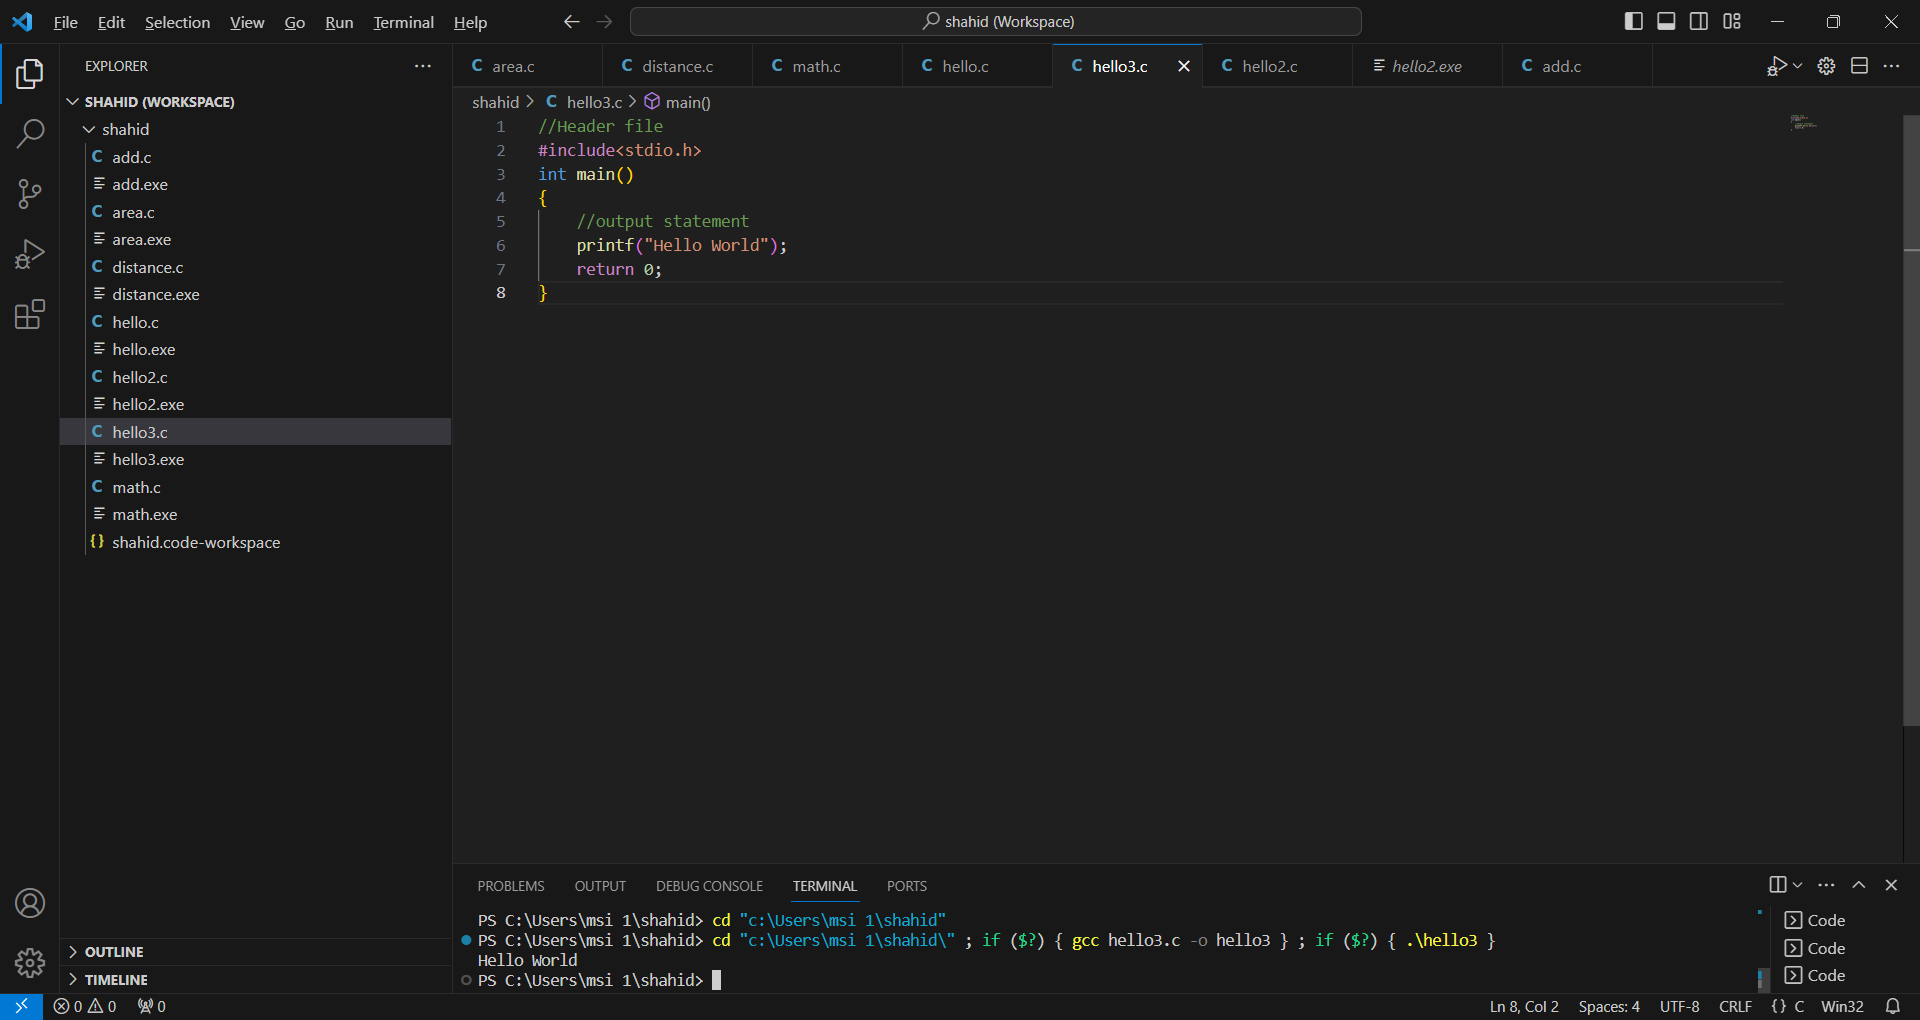 File Edit Selection View Go Run Terminal Help
shahid (Workspace)
EXPLORER
SHAHID (WORKSPACE)
shahid
add.c
add.exe
area.c
area.exe
distance.c
distance.exe
hello.c
hello.exe
hello2.c
hello2.exe
hello3.c
hello3.exe
math.c
math.exe
{} shahid.code-workspace
OUTLINE
TIMELINE
C area.c C distance.c C math.c C hello.c C hello3.c C hello2.c hello2.exe C add.c
shahid > C hello3.c > main()
1 //Header file
2 #include<stdio.h>
3 int main()
4 {
5 //output statement
6 printf("Hello World");
7 return 0;
8 }
PROBLEMS OUTPUT DEBUG CONSOLE TERMINAL PORTS
PS C:\Users\msi 1\shahid> cd "c:\Users\msi 1\shahid"
PS C:\Users\msi 1\shahid> cd "c:\Users\msi 1\shahid\" ; if ($?) { gcc hello3.c -o hello3 } ; if ($?) { .\hello3 }
Hello World
PS C:\Users\msi 1\shahid>
Code
Code
Code
0 0 0
Ln 8, Col 2 Spaces: 4 UTF-8 CRLF {} C Win32